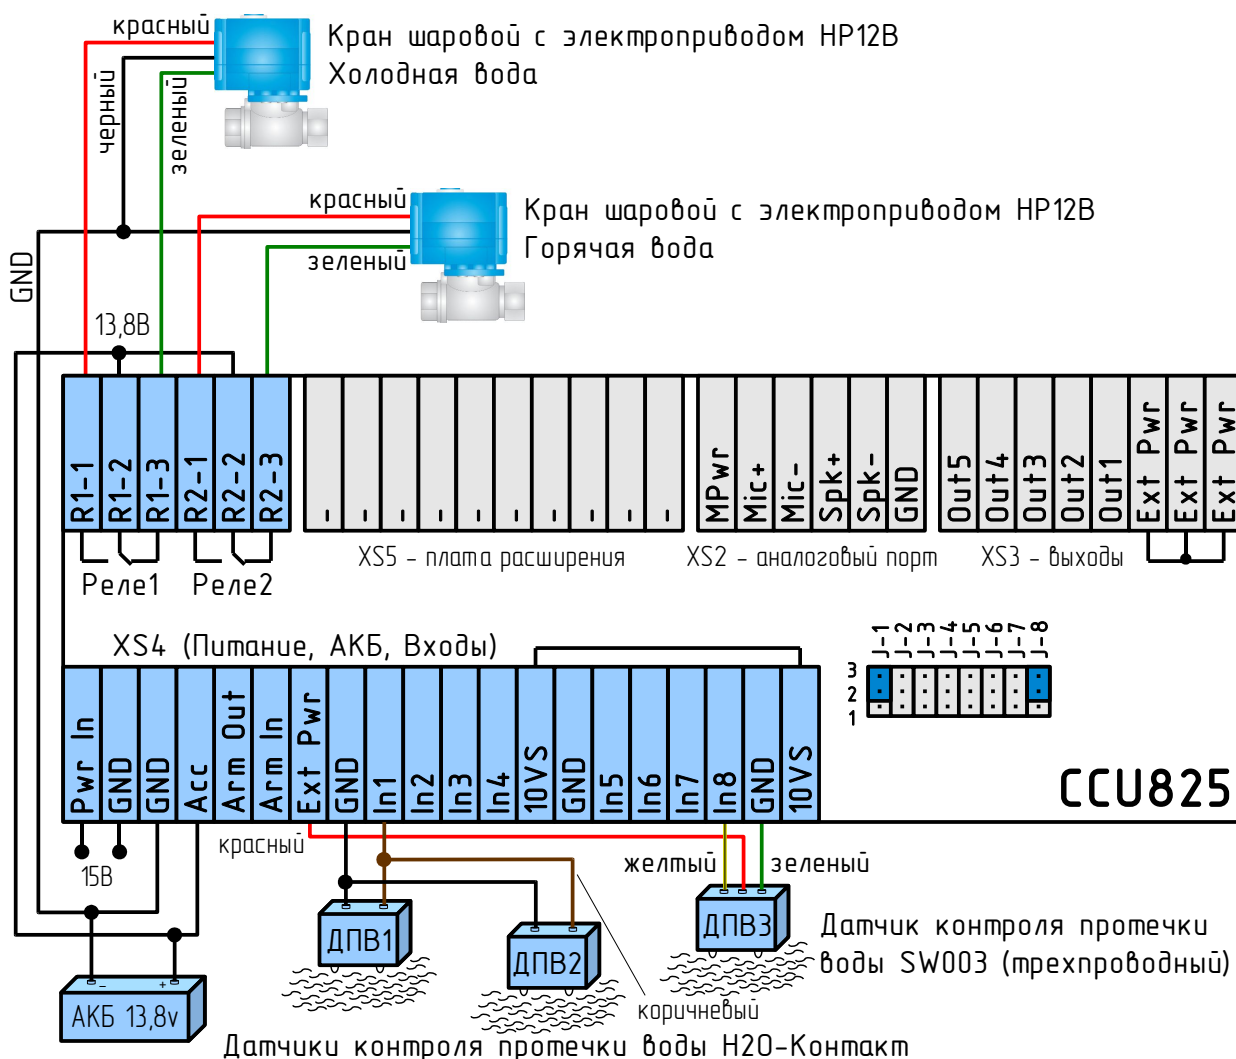 красный
Кран шаровой с электроприводом HP12B
Холодная вода
черный
зеленый
красный
Кран шаровой с электроприводом HP12B
Горячая вода
зеленый
GND
13,8В
R1-1
R1-2
R1-3
R2-1
R2-2
R2-3
-
-
-
-
-
-
-
-
-
-
MPwr
Mic+
Mic-
Spk+
Spk-
GND
Out5
Out4
Out3
Out2
Out1
Ext Pwr
Ext Pwr
Ext Pwr
Реле1
Реле2
XS5 - плата расширения
XS2 - аналоговый порт
XS3 - выходы
XS4 (Питание, АКБ, Входы)
J-1
J-2
J-3
J-4
J-5
J-6
J-7
J-8
3
2
1
Pwr In
GND
GND
Acc
Arm Out
Arm In
Ext Pwr
GND
In1
In2
In3
In4
10VS
GND
In5
In6
In7
In8
GND
10VS
CCU825
15В
красный
желтый
зеленый
ДПВ1
ДПВ2
ДПВ3
Датчик контроля протечки
воды SW003 (трехпроводный)
- +
АКБ 13,8v
коричневый
Датчики контроля протечки воды H2O-Контакт